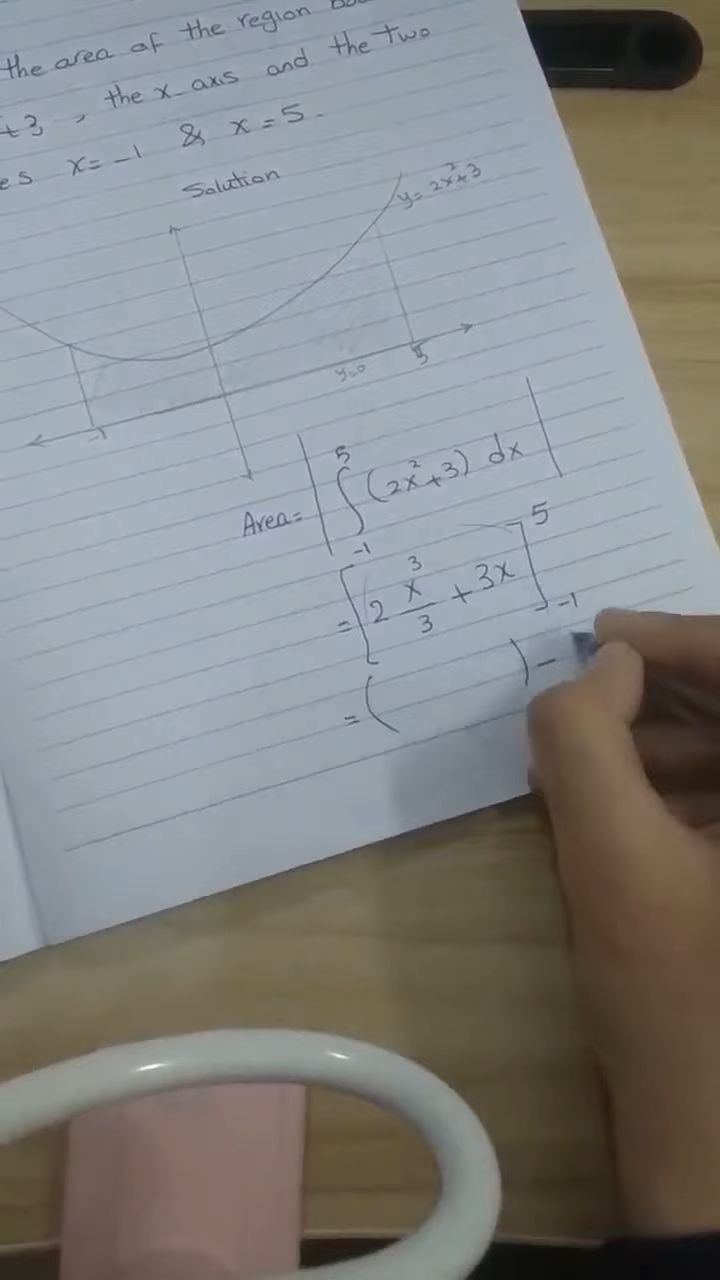 the area of the region
+3 , the x-axis and the two
es x = -1 & x = 5 .
Solution
y = 2x²+3
y=0
5
-1
Area = | ∫₋₁⁵ (2x²+3) dx |
= [ 2 x³/3 + 3x ]₋₁⁵
= ( ) -